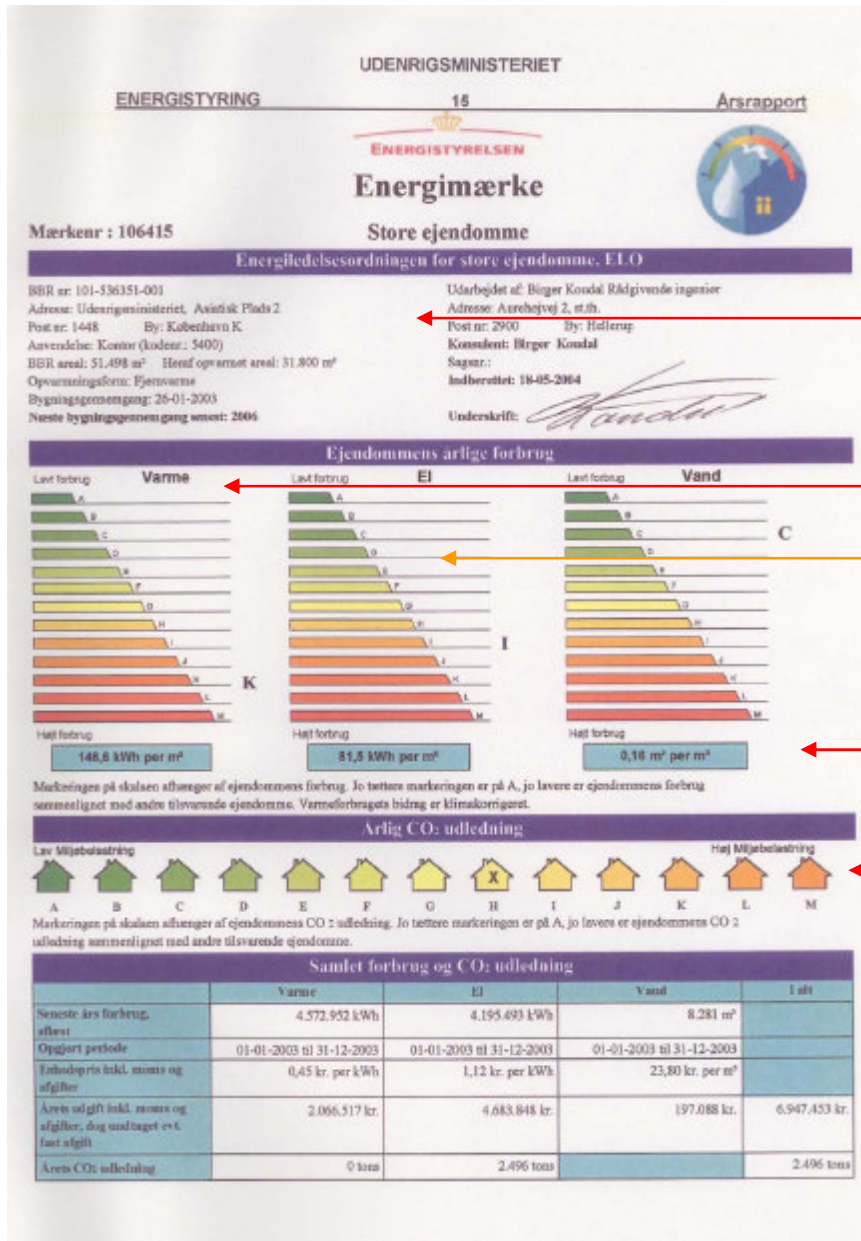 UDENRIGSMINISTERIET
ENERGISTYRING 15 Årsrapport
ENERGISTYRELSEN
Energimærke
Mærkenr : 106415 Store ejendomme
Energiledelsesordningen for store ejendomme, ELO
BBR nr: 101-536351-001
Adresse: Udenrigsministeriet, Asiatisk Plads 2
Post nr: 1448 By: København K
Anvendelse: Kontor (kodenr.: 5400)
BBR areal: 51.498 m² Heraf opvarmet areal: 31.800 m²
Opvarmningsform: Fjernvarme
Bygningsgennemgang: 26-01-2003
Næste bygningsgennemgang senest: 2006
Udarbejdet af: Birger Koudal Rådgivende ingeniør
Adresse: Aurehøjvej 2, st.th.
Post nr: 2900 By: Hellerup
Konsulent: Birger Koudal
Sagsnr.:
Indberettet: 18-05-2004
Underskrift:
Ejendommens årlige forbrug
Lavt forbrug Varme Lavt forbrug El Lavt forbrug Vand
A A A
B B B
C C C C
D D D
E E E
F F F
G G G
H H H
I I I I
J J J
K K K K
L L L
M M M
Højt forbrug Højt forbrug Højt forbrug
146,6 kWh per m² 81,5 kWh per m² 0,16 m³ per m²
Markeringen på skalaen afhænger af ejendommens forbrug. Jo tættere markeringen er på A, jo lavere er ejendommens forbrug
sammenlignet med andre tilsvarende ejendomme. Varmeforbrugets bidrag er klimakorrigeret.
Årlig CO2 udledning
Lav Miljøbelastning Høj Miljøbelastning
X
A B C D E F G H I J K L M
Markeringen på skalaen afhænger af ejendommens CO 2 udledning. Jo tættere markeringen er på A, jo lavere er ejendommens CO 2
udledning sammenlignet med andre tilsvarende ejendomme.
Samlet forbrug og CO2 udledning
Varme El Vand I alt
Seneste års forbrug, aflæst 4.572.952 kWh 4.195.493 kWh 8.281 m³
Opgjort periode 01-01-2003 til 31-12-2003 01-01-2003 til 31-12-2003 01-01-2003 til 31-12-2003
Enhedspris inkl. moms og afgifter 0,45 kr. per kWh 1,12 kr. per kWh 23,80 kr. per m³
Årets udgift inkl. moms og afgifter, dog undtaget evt. fast afgift 2.066.517 kr. 4.683.848 kr. 197.088 kr. 6.947.453 kr.
Årets CO2 udledning 0 tons 2.496 tons 2.496 tons